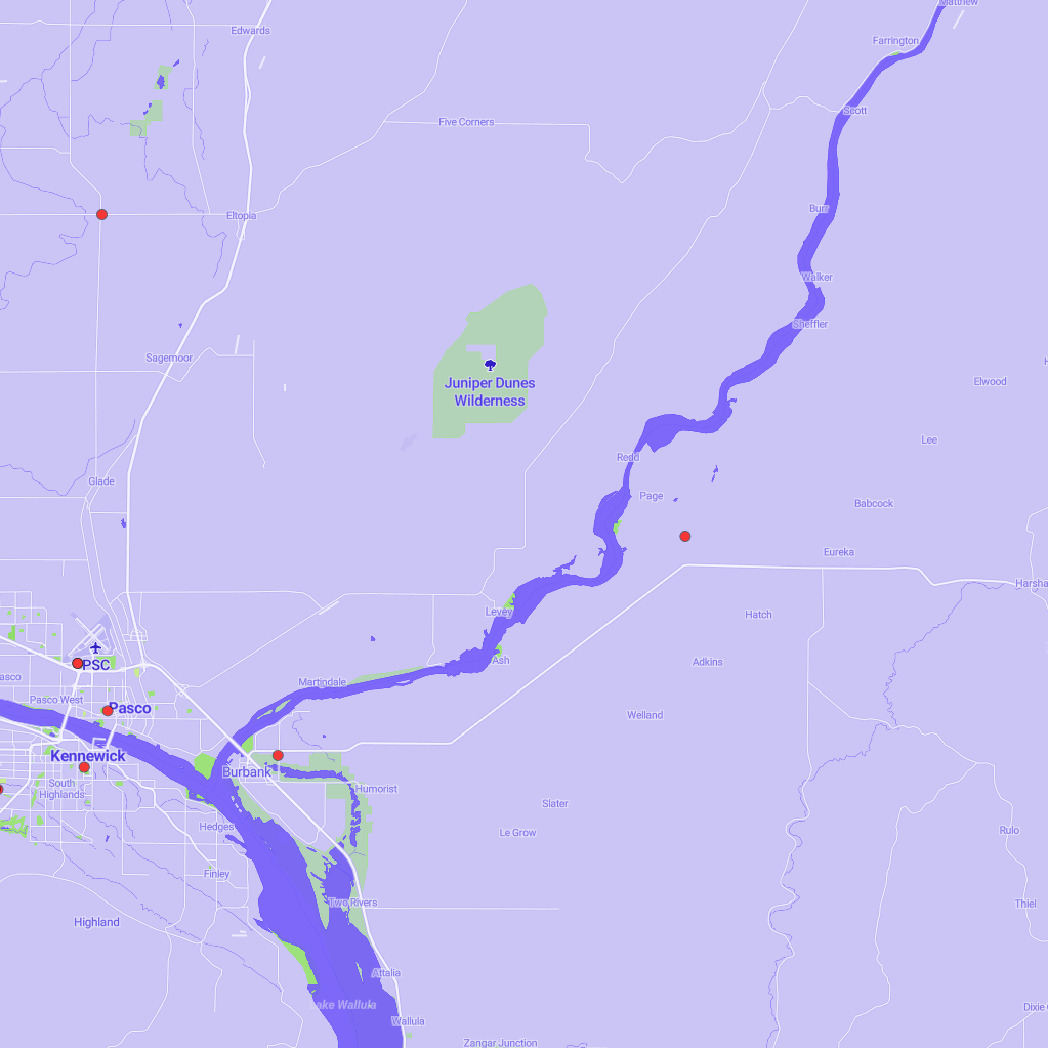 Matthew
Edwards
Farrington
Scott
Five Corners
Burr
Eltopia
Walker
Sheffler
Sagemoor
Juniper Dunes
Wilderness
Elwood
Lee
Redd
Glade
Page
Babcock
Eureka
Harsha
Levey
Hatch
PSC
Ash
Adkins
asco
Martindale
Pasco West
Pasco
Welland
Kennewick
Burbank
South
Highlands
Humorist
Slater
Hedges
Le Grow
Rulo
Finley
Two Rivers
Thiel
Highland
Attalia
Lake Wallula
Dixie
Wallula
Zangar Junction